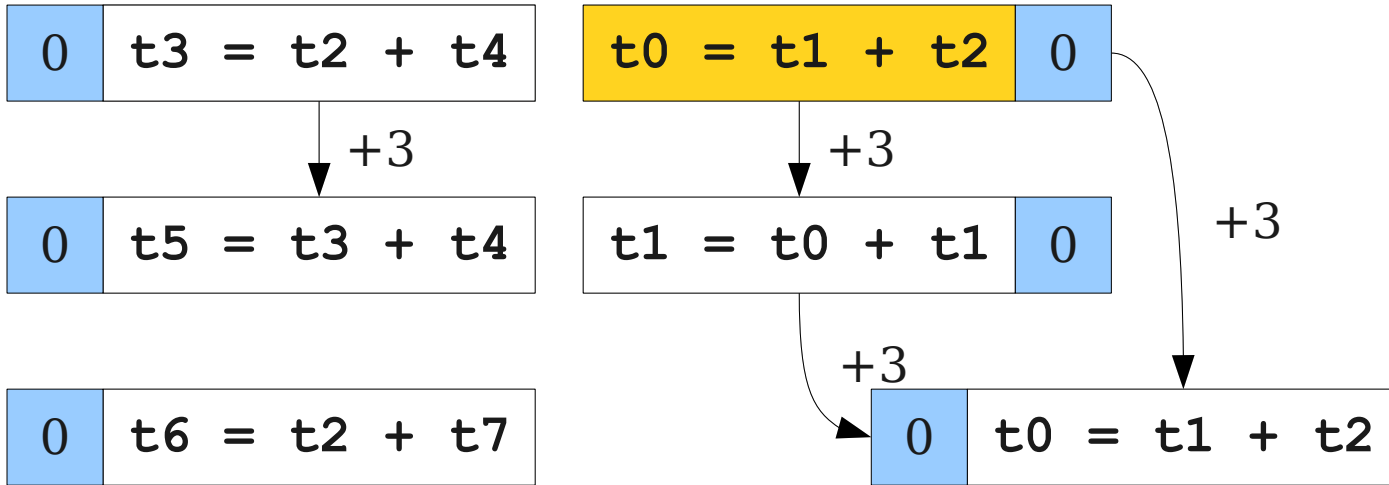 0 t3 = t2 + t4
t0 = t1 + t2 0
+3
+3
+3
0 t5 = t3 + t4
t1 = t0 + t1 0
+3
0 t6 = t2 + t7
0 t0 = t1 + t2